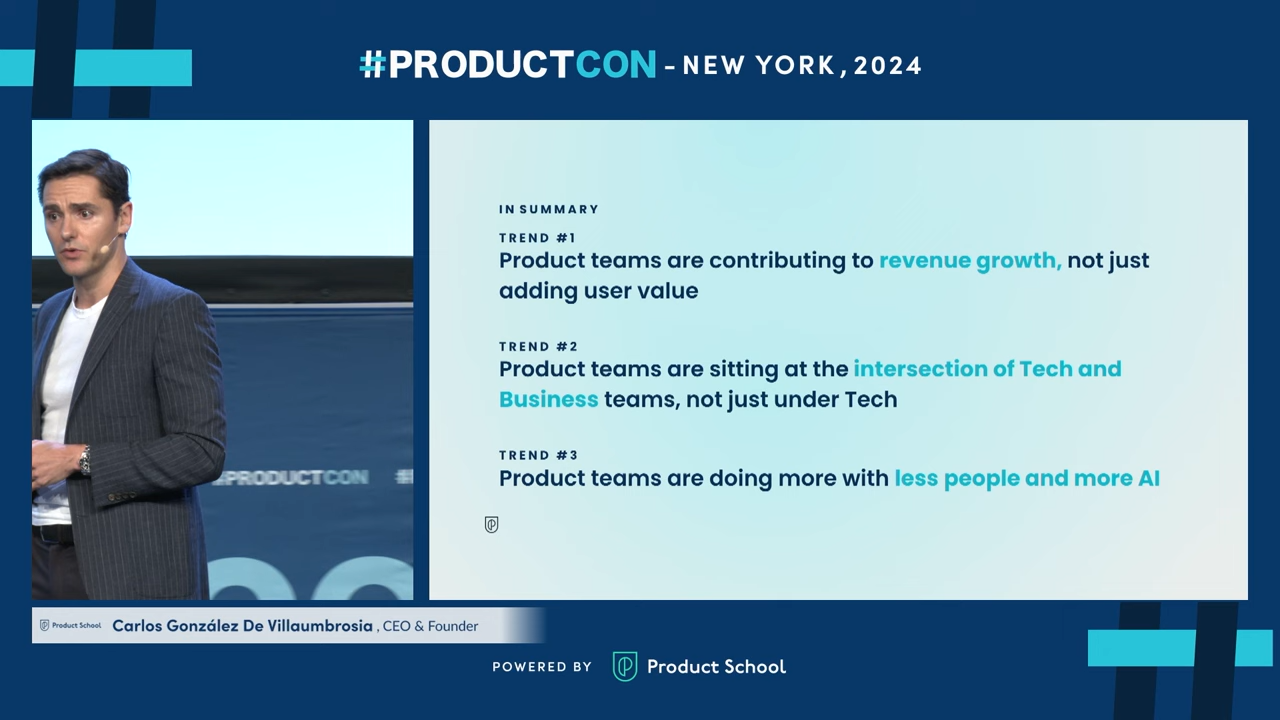 #PRODUCTCON - NEW YORK, 2024
IN SUMMARY
TREND #1
Product teams are contributing to revenue growth, not just
adding user value
TREND #2
Product teams are sitting at the intersection of Tech and
Business teams, not just under Tech
TREND #3
Product teams are doing more with less people and more AI
#PRODUCTCON #
Product School Carlos González De Villaumbrosia , CEO & Founder
POWERED BY Product School